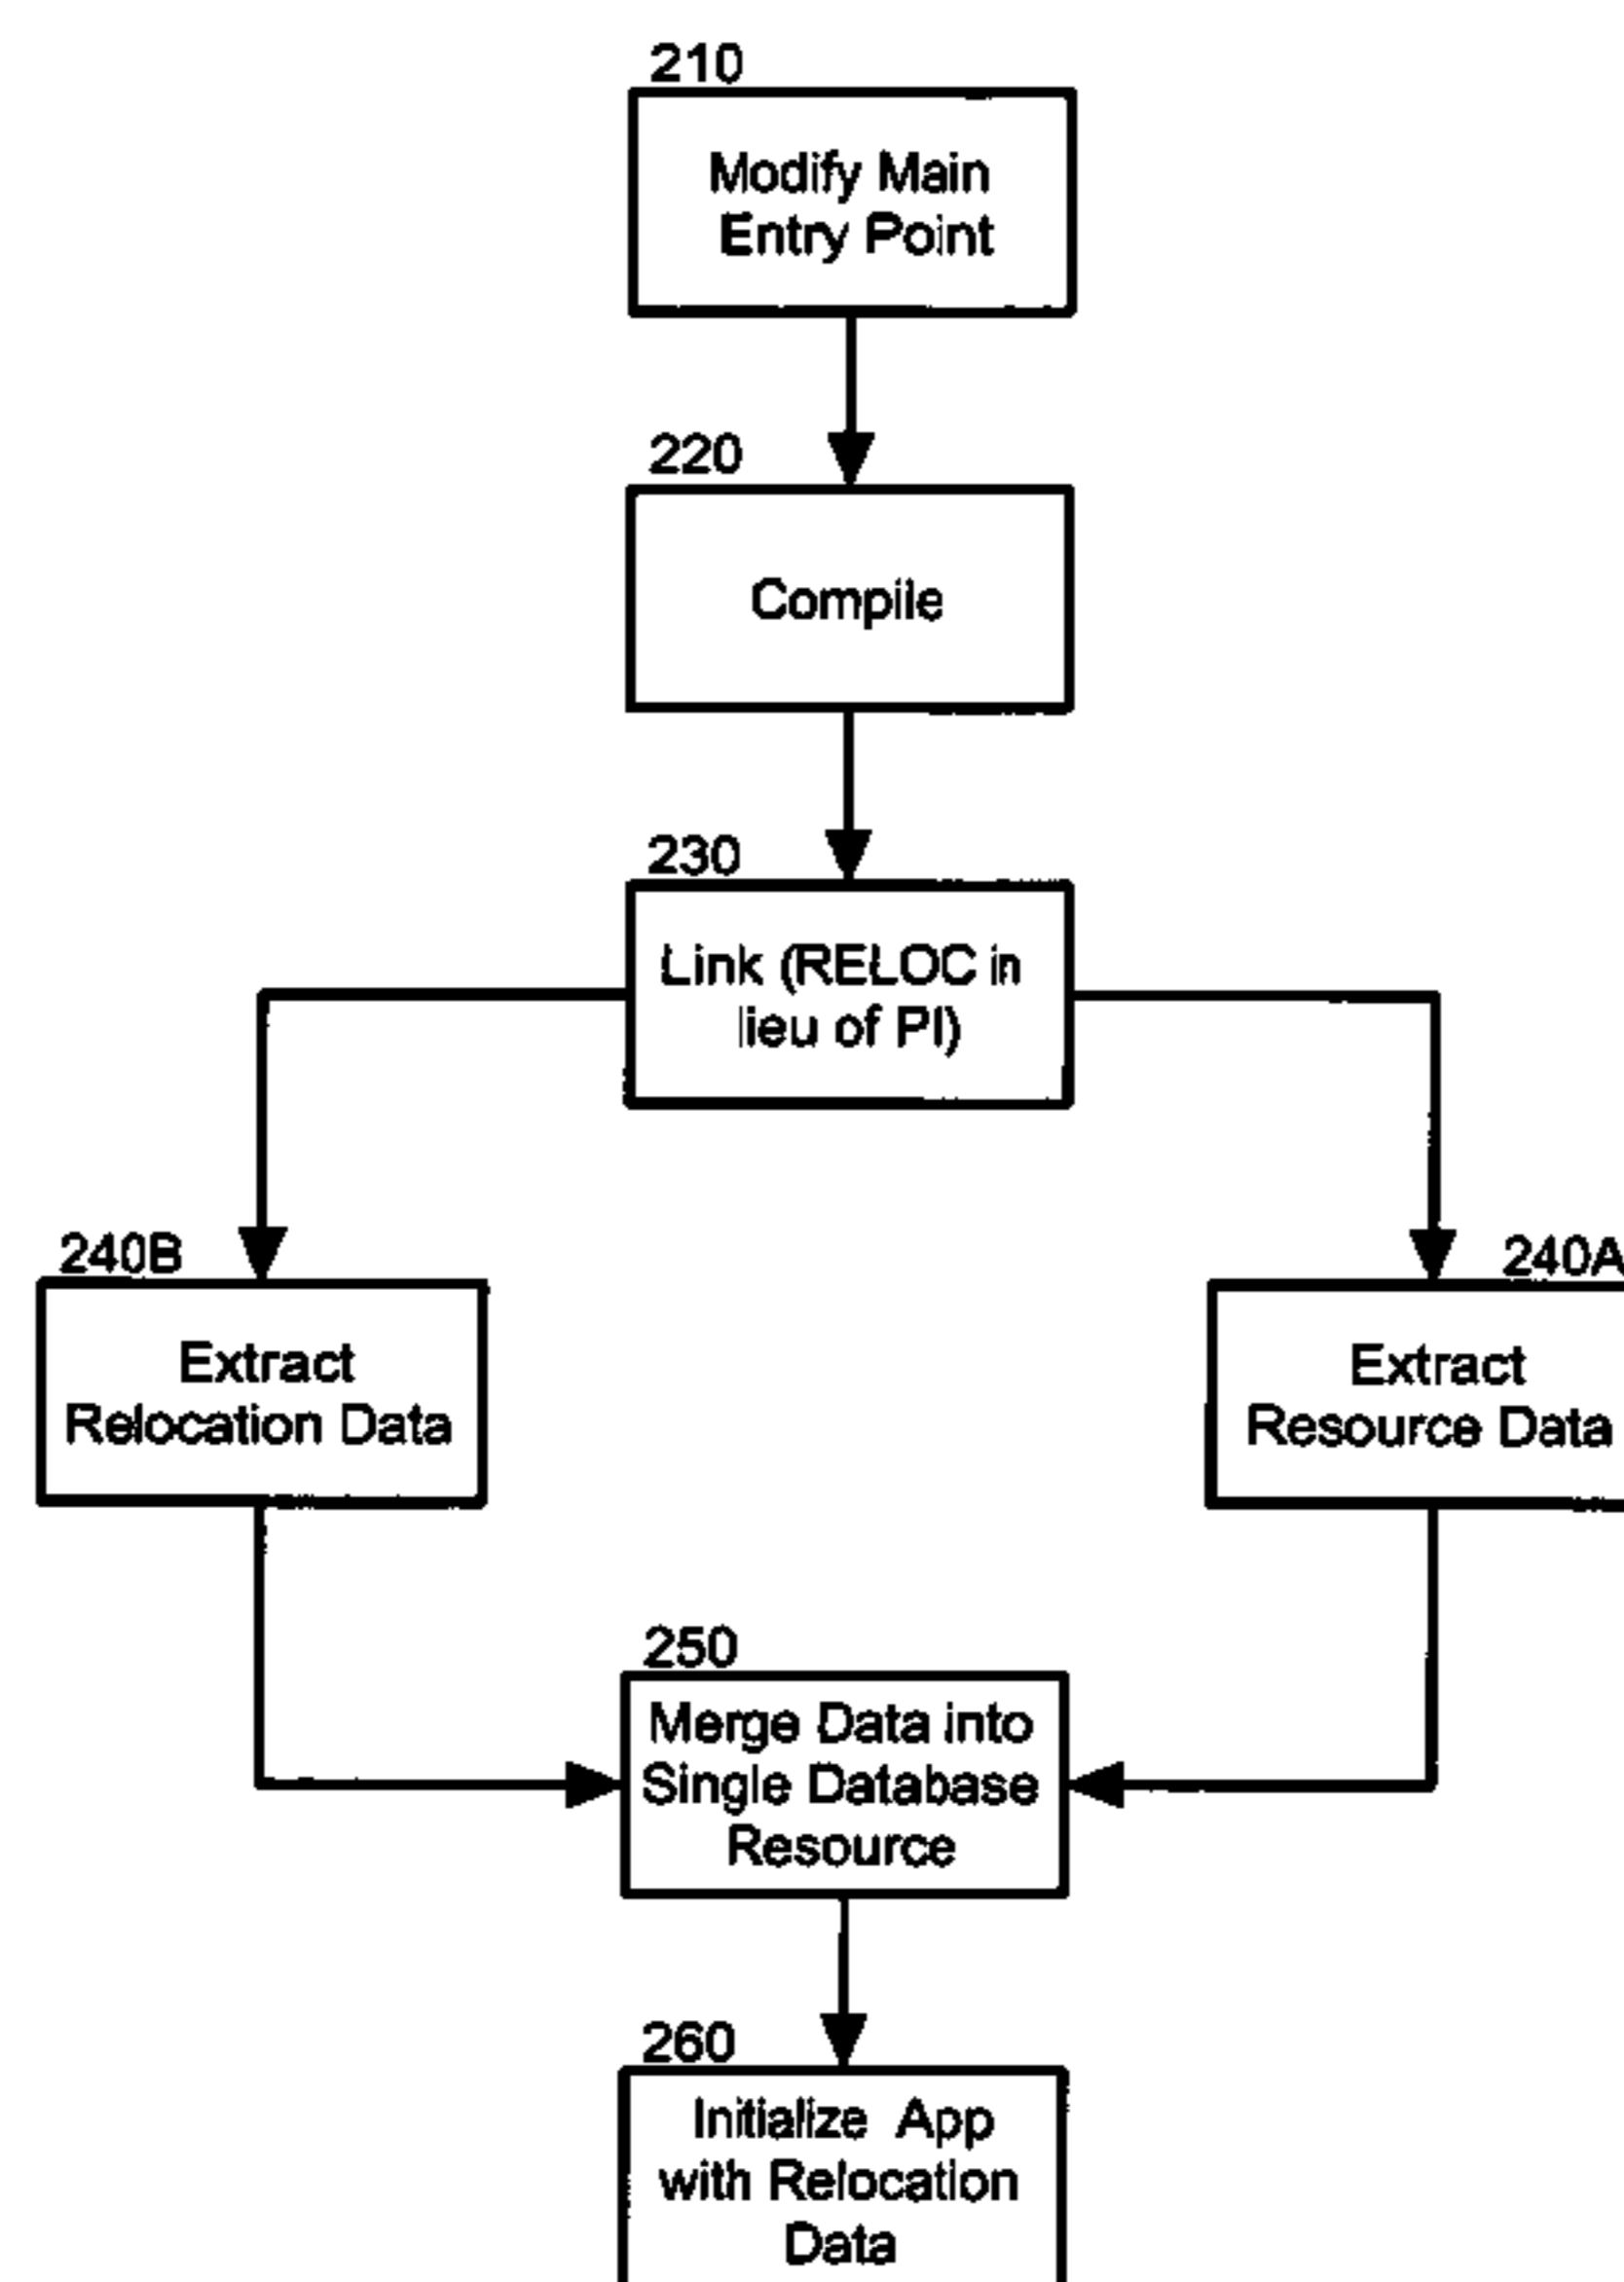 210
Modify Main
Entry Point
220
Compile
230
Link (RELOC in
lieu of PI)
240B
Extract
Relocation Data
240A
Extract
Resource Data
250
Merge Data into
Single Database
Resource
260
Initialize App
with Relocation
Data